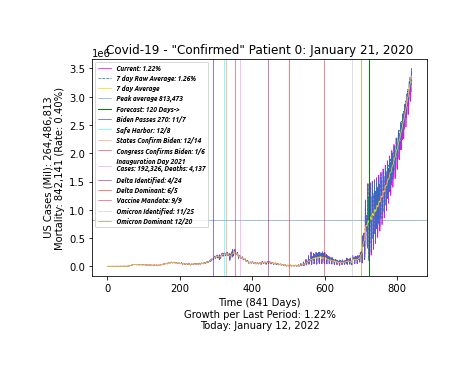 Covid-19 - "Confirmed" Patient 0: January 21, 2020
1e6
3.5
3.0
2.5
2.0
1.5
1.0
0.5
0.0
US Cases (Mil): 264,486,813
Mortality: 842,141 (Rate: 0.40%)
Current: 1.22%
7 day Raw Average: 1.26%
7 day Average
Peak average 813,473
Forecast: 120 Days->
Biden Passes 270: 11/7
Safe Harbor: 12/8
States Confirm Biden: 12/14
Congress Confirms Biden: 1/6
Inauguration Day 2021
Cases: 192,326, Deaths: 4,137
Delta Identified: 4/24
Delta Dominant: 6/5
Vaccine Mandate: 9/9
Omicron Identified: 11/25
Omicron Dominant 12/20
0 200 400 600 800
Time (841 Days)
Growth per Last Period: 1.22%
Today: January 12, 2022